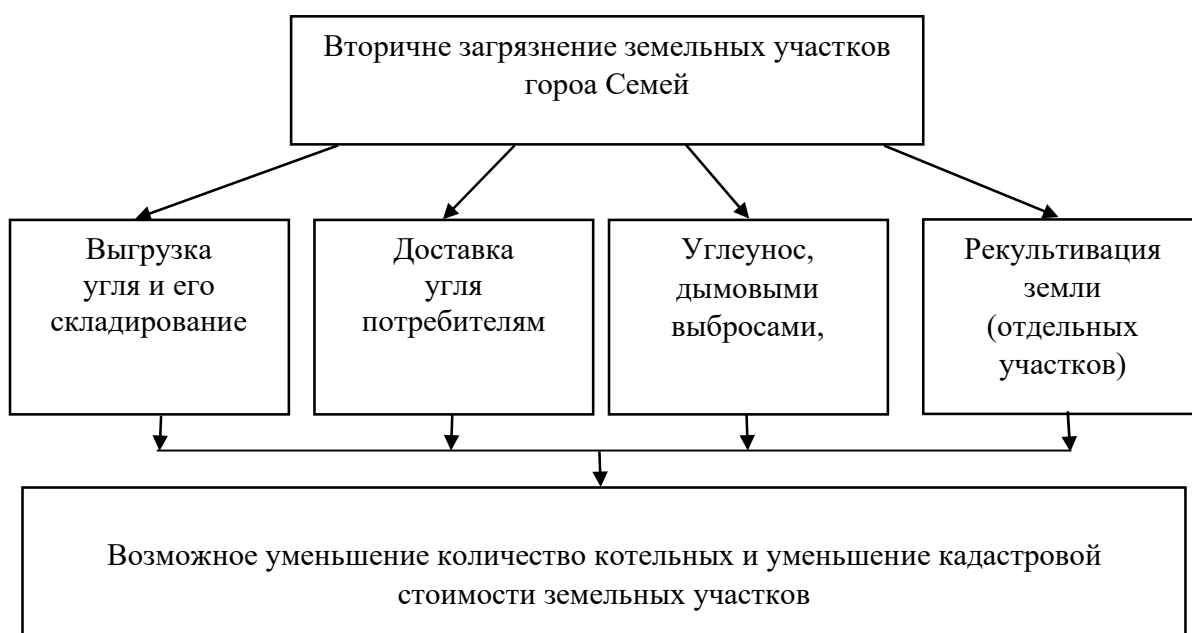 Вторичне загрязнение земельных участков
гороа Семей
Выгрузка
угля и его
складирование
Доставка
угля
потребителям
Углеунос,
дымовыми
выбросами,
Рекультивация
земли
(отдельных
участков)
Возможное уменьшение количество котельных и уменьшение кадастровой
стоимости земельных участков